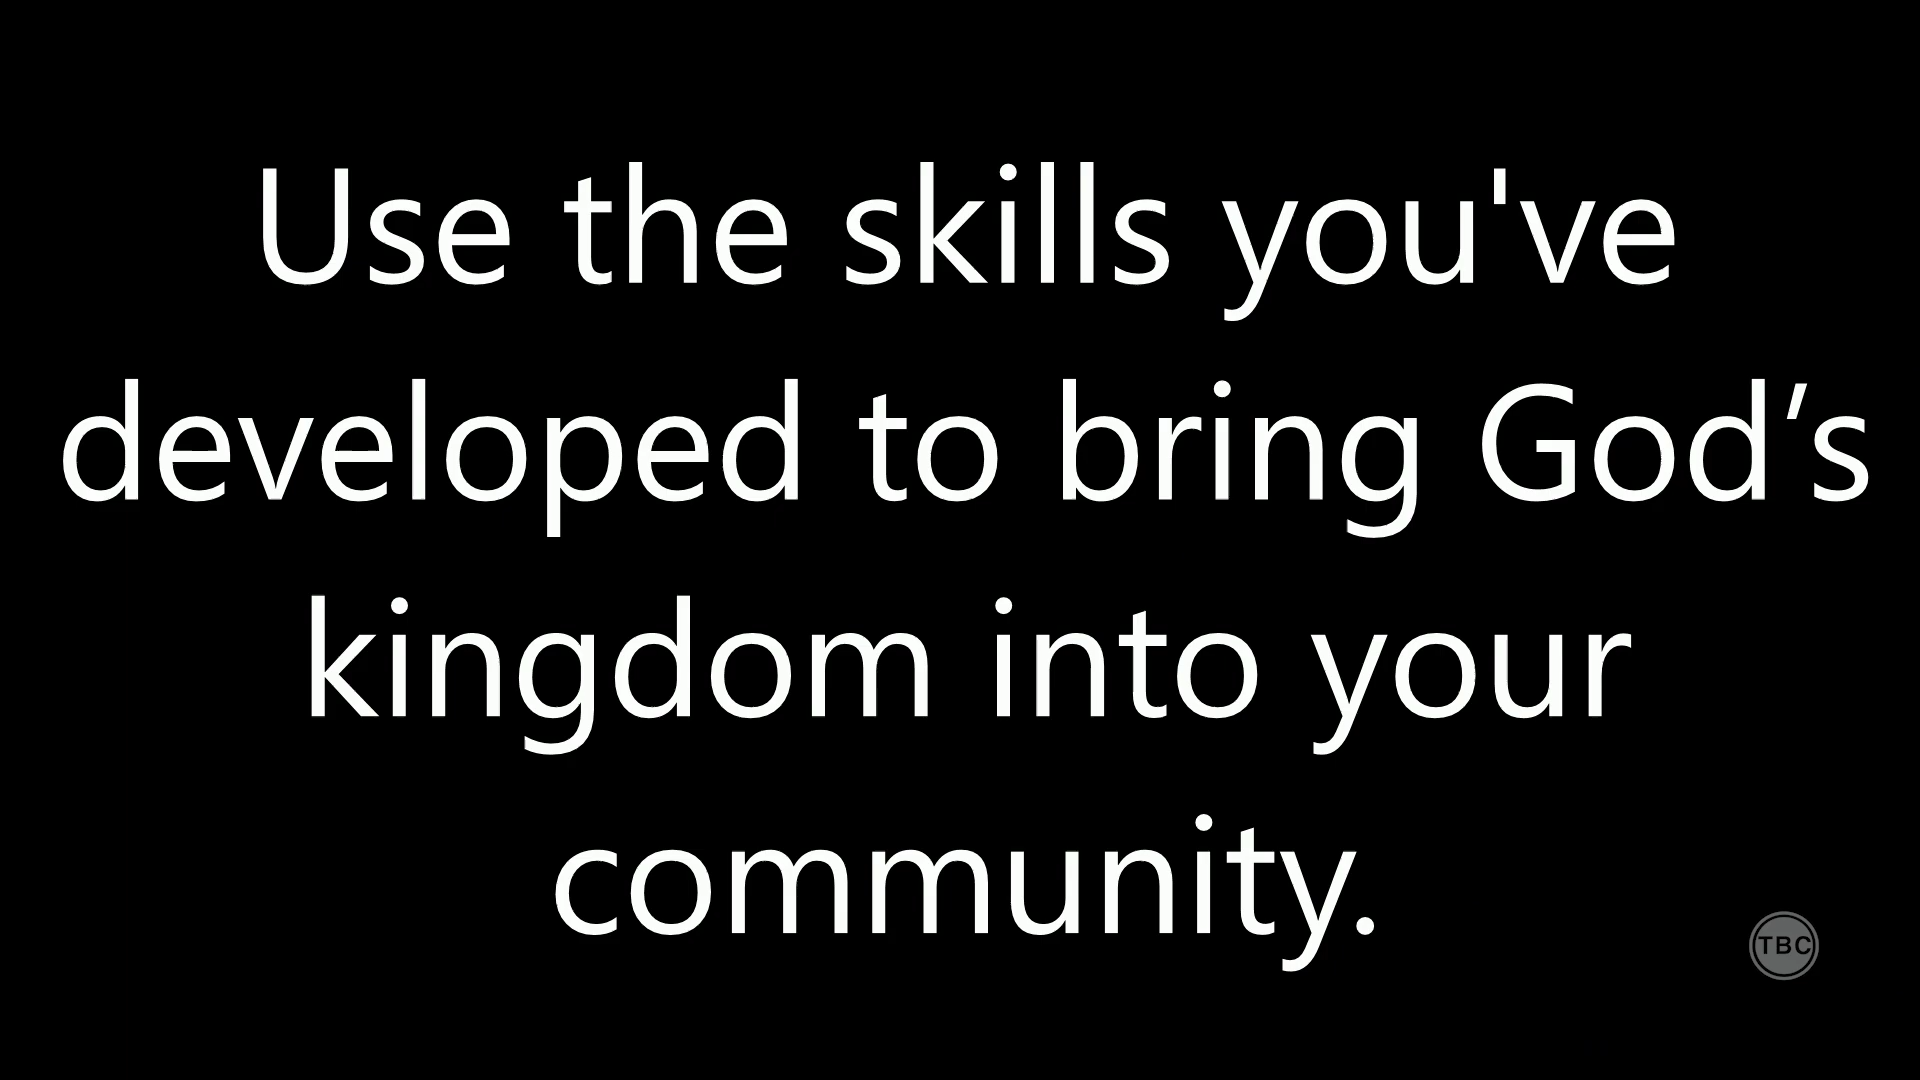 Use the skills you've
developed to bring God’s
kingdom into your
community.
TBC